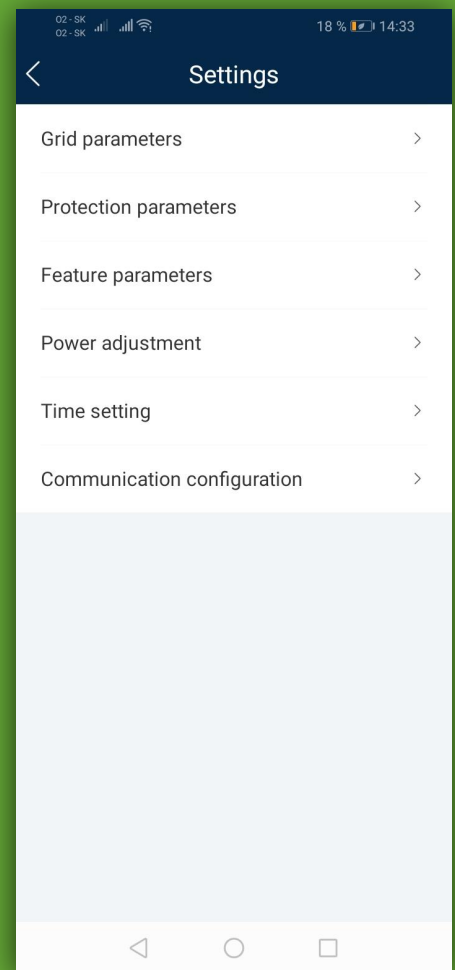 O2 - SK
O2 - SK
18 % 14:33
Settings
Grid parameters
Protection parameters
Feature parameters
Power adjustment
Time setting
Communication configuration